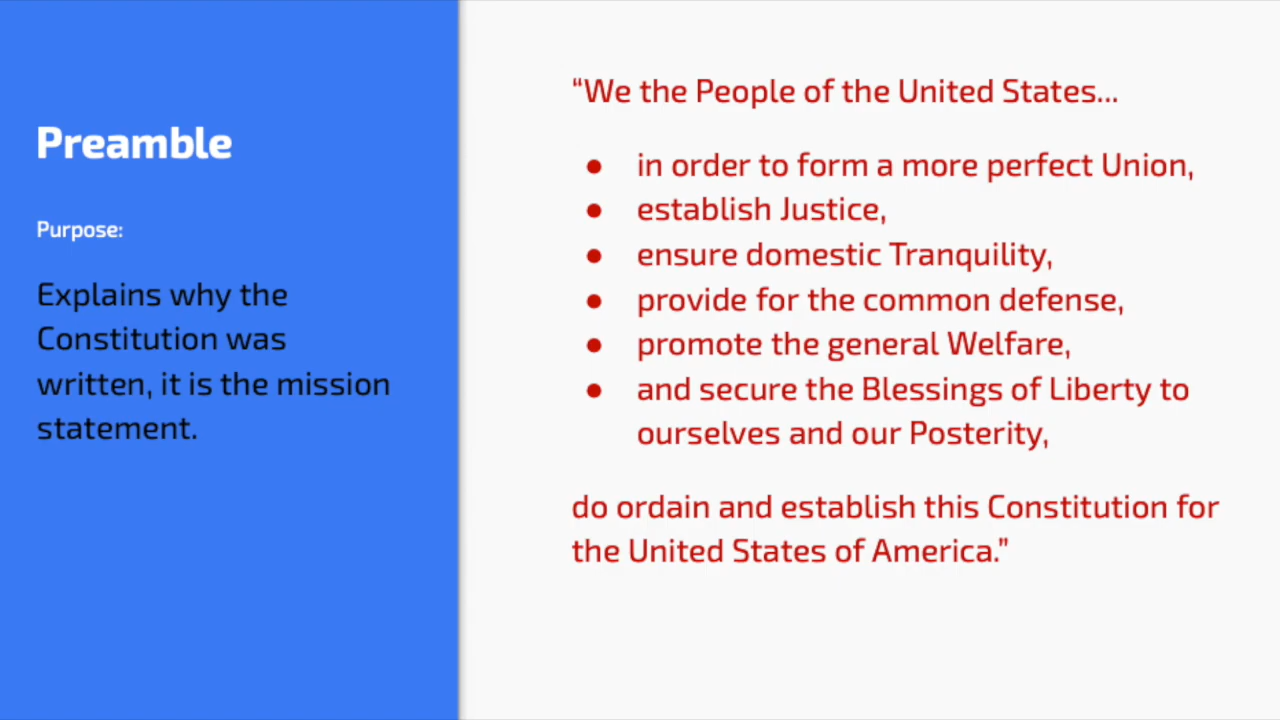 Preamble
Purpose:
Explains why the
Constitution was
written, it is the mission
statement.
“We the People of the United States...
● in order to form a more perfect Union,
● establish Justice,
● ensure domestic Tranquility,
● provide for the common defense,
● promote the general Welfare,
● and secure the Blessings of Liberty to
ourselves and our Posterity,
do ordain and establish this Constitution for
the United States of America.”